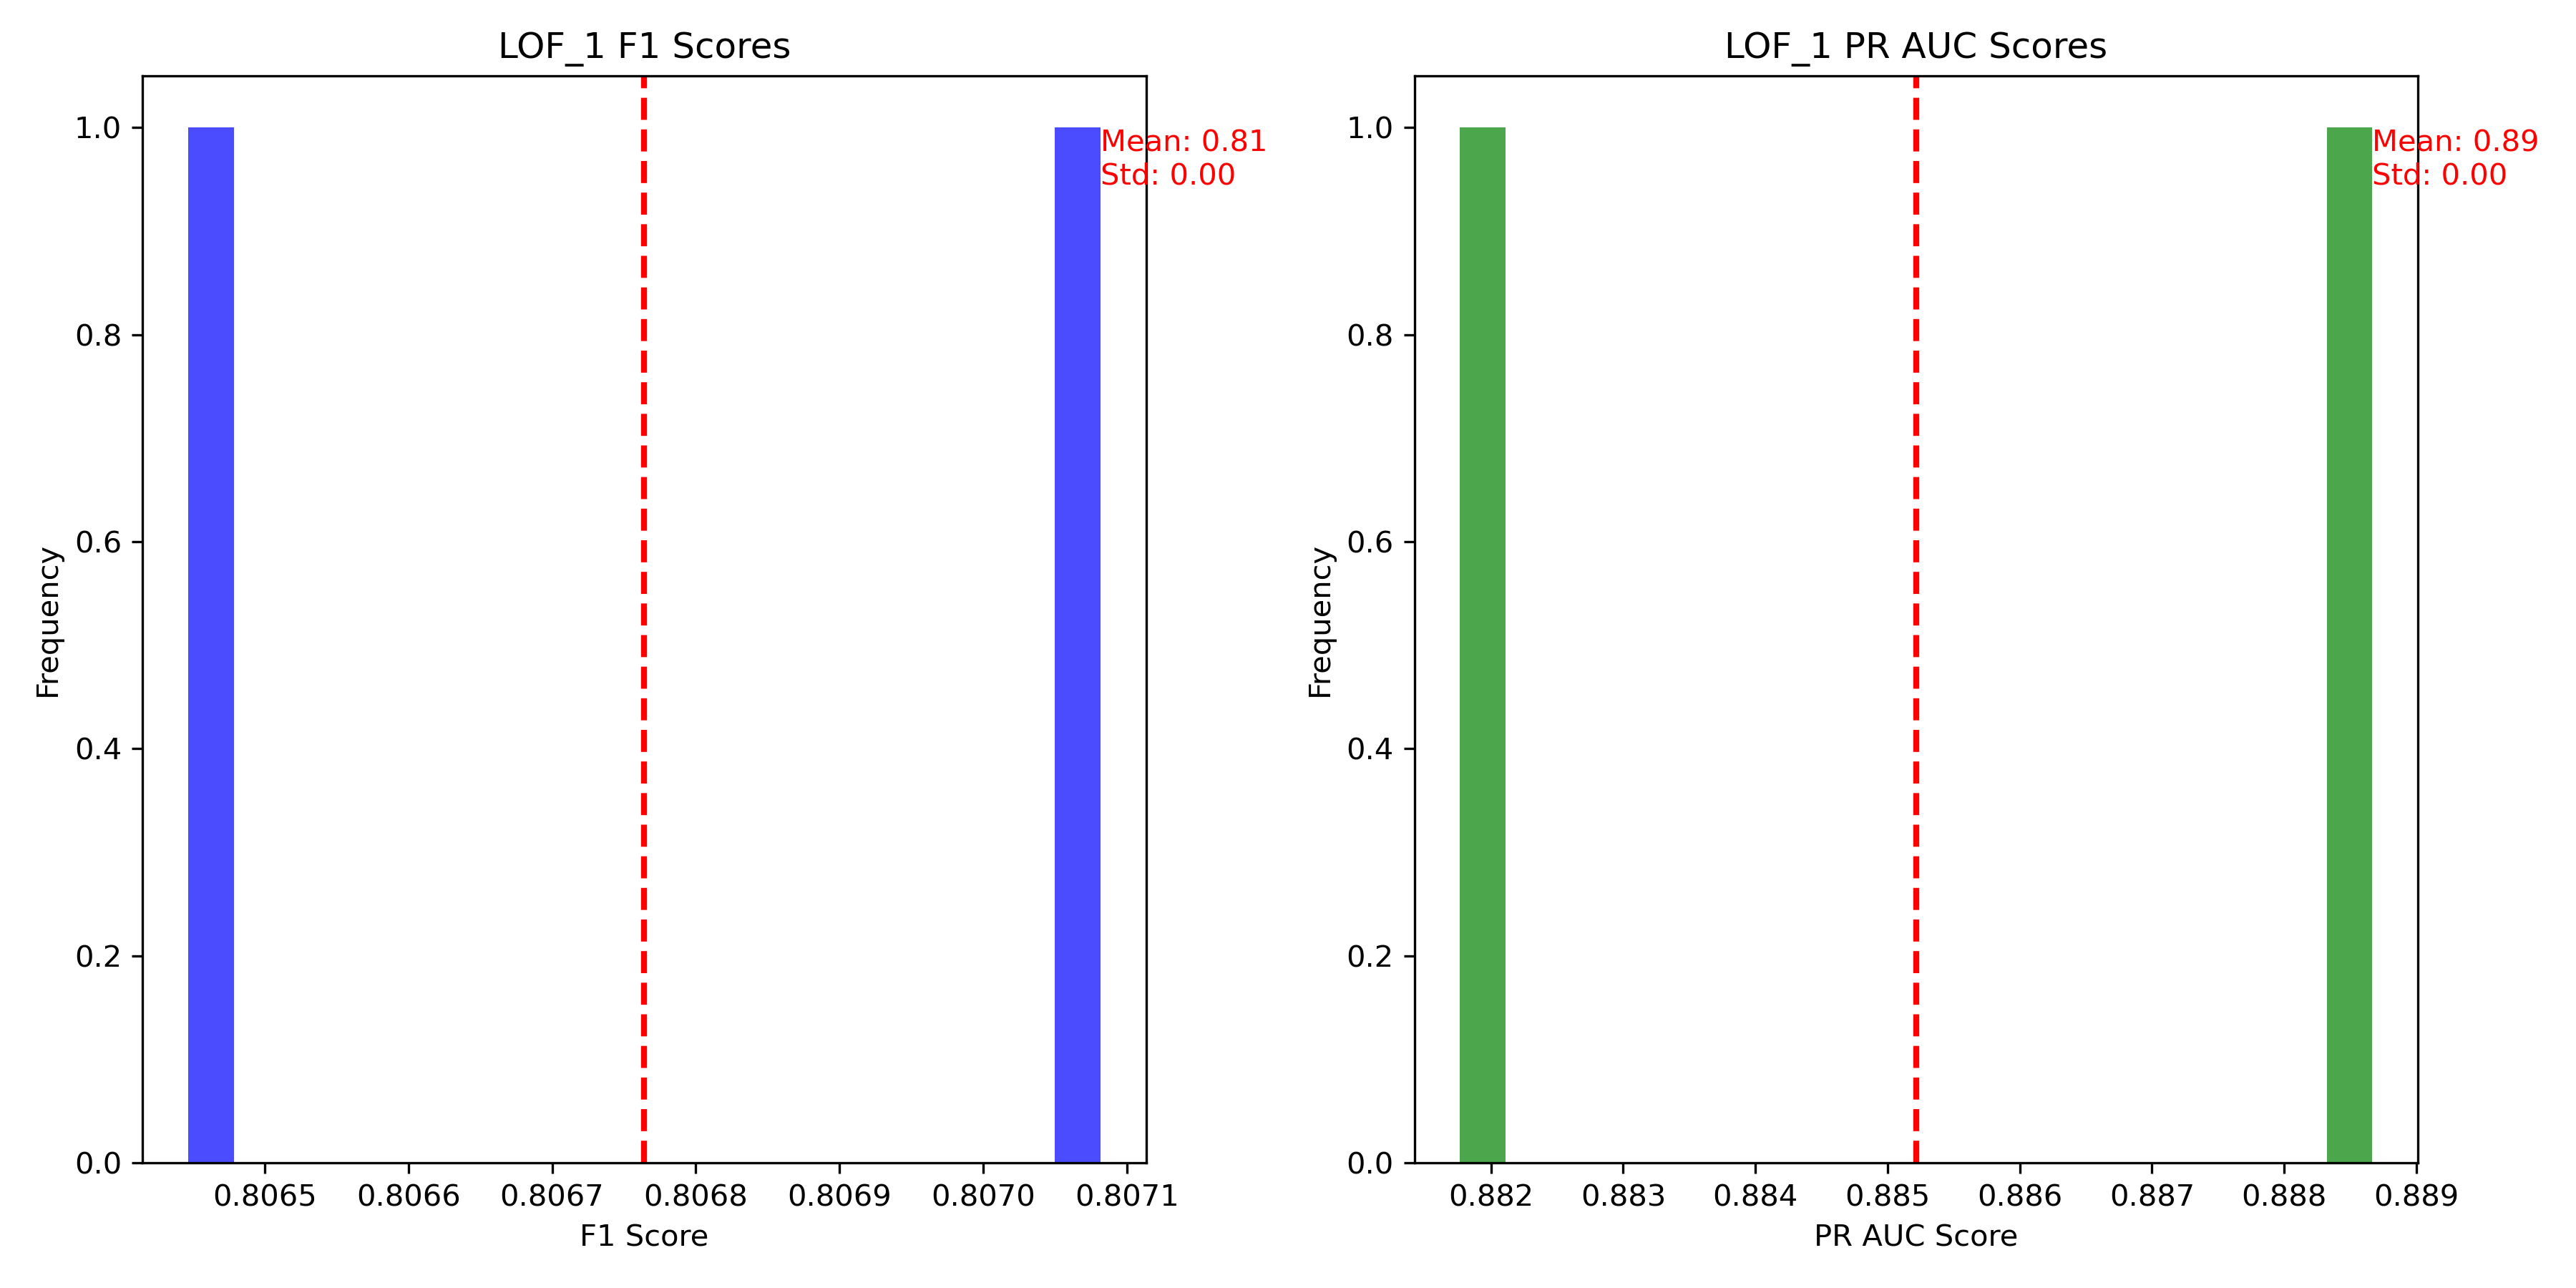 LOF_1 F1 Scores
1.0
0.8
0.6
0.4
0.2
0.0
Frequency
Mean: 0.81
Std: 0.00
0.8065 0.8066 0.8067 0.8068 0.8069 0.8070 0.8071
F1 Score
LOF_1 PR AUC Scores
1.0
0.8
0.6
0.4
0.2
0.0
Frequency
Mean: 0.89
Std: 0.00
0.882 0.883 0.884 0.885 0.886 0.887 0.888 0.889
PR AUC Score